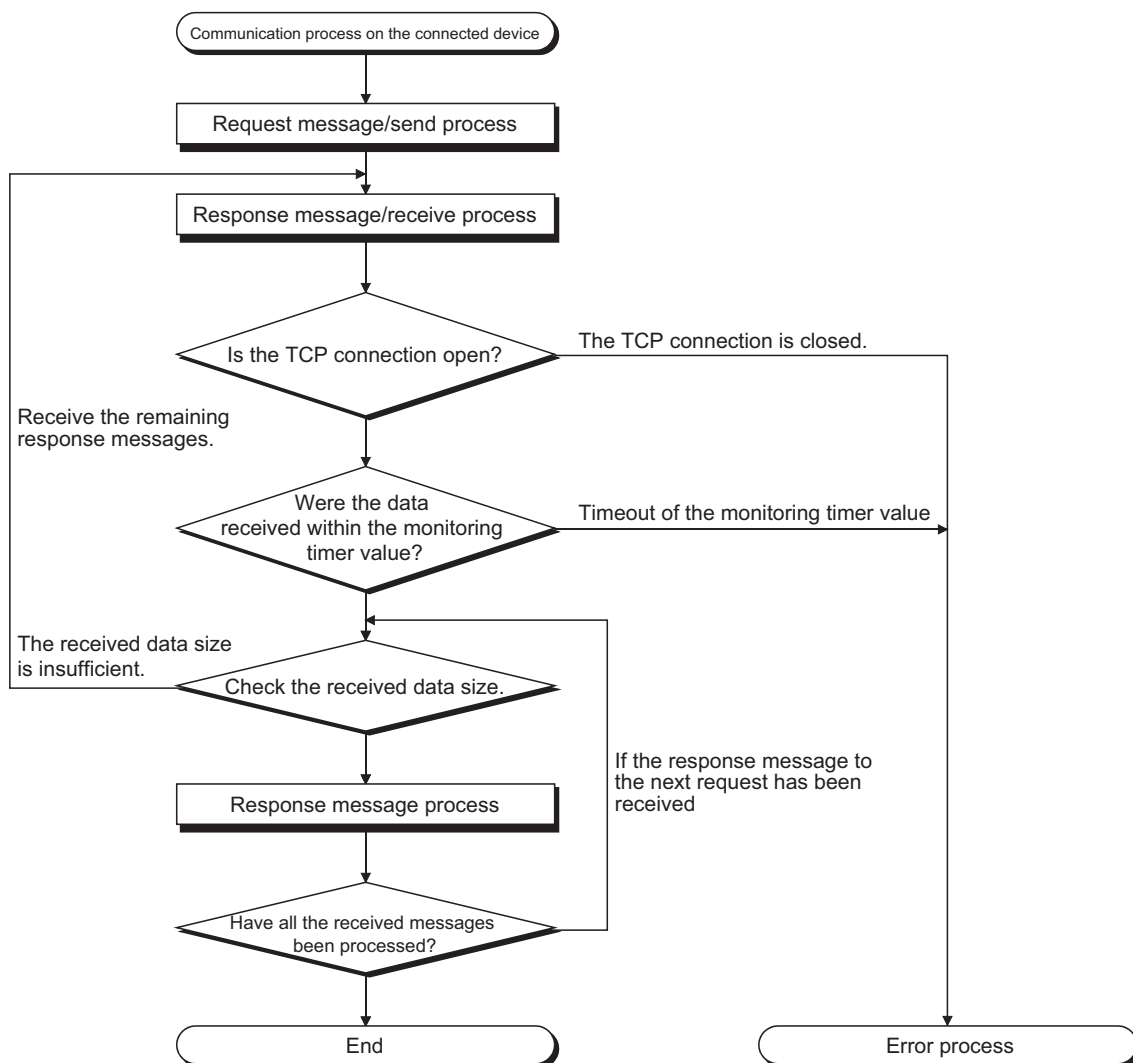 Communication process on the connected device
Request message/send process
Response message/receive process
Is the TCP connection open?
The TCP connection is closed.
Receive the remaining
response messages.
Were the data
received within the monitoring
timer value?
Timeout of the monitoring timer value
The received data size
is insufficient.
Check the received data size.
If the response message to
the next request has been
received
Response message process
Have all the received messages
been processed?
End
Error process